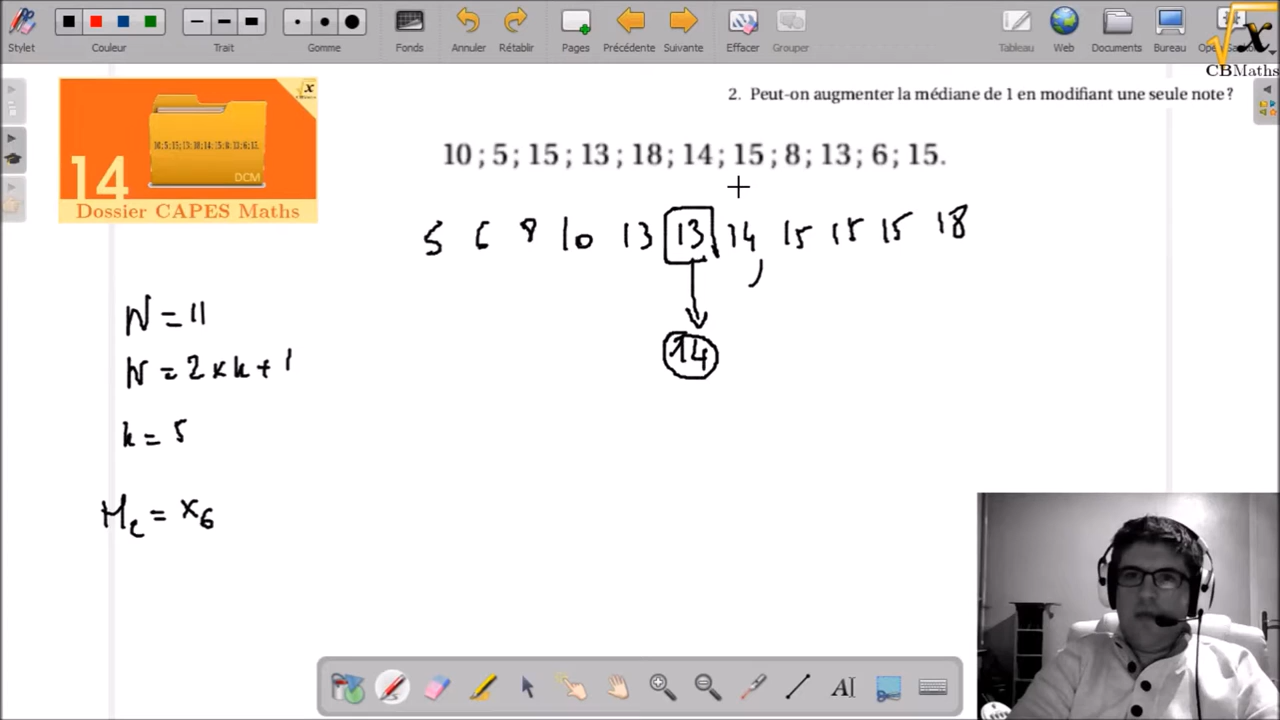 Stylet
Couleur
Trait
Gomme
Fonds
Annuler
Rétablir
Pages
Précédente
Suivante
Effacer
Grouper
Tableau
Web
Documents
Bureau
√x
CBMaths
2. Peut-on augmenter la médiane de 1 en modifiant une seule note ?
10 ; 5 ; 15 ; 13 ; 18 ; 14 ; 15 ; 8 ; 13 ; 6 ; 15.
14
DCM
Dossier CAPES Maths
5 6 8 10 13 13 14, 15 15 15 18
14
N = 11
N = 2 × k + 1
k = 5
Me = x6